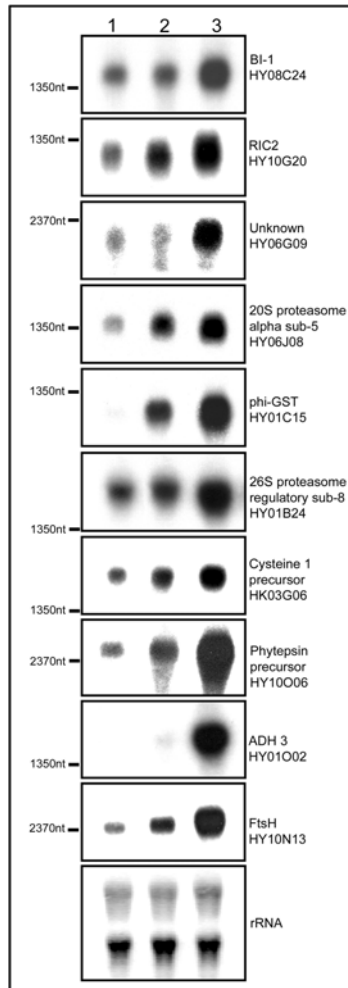 1 2 3
BI-1
HY08C24
1350nt
1350nt
RIC2
HY10G20
2370nt
Unknown
HY06G09
20S proteasome
1350nt
alpha sub-5
HY06J08
1350nt
phi-GST
HY01C15
26S proteasome
regulatory sub-8
HY01B24
1350nt
Cysteine 1
precursor
HK03G06
1350nt
Phytepsin
2370nt
precursor
HY10O06
ADH 3
HY01O02
1350nt
FtsH
2370nt
HY10N13
rRNA